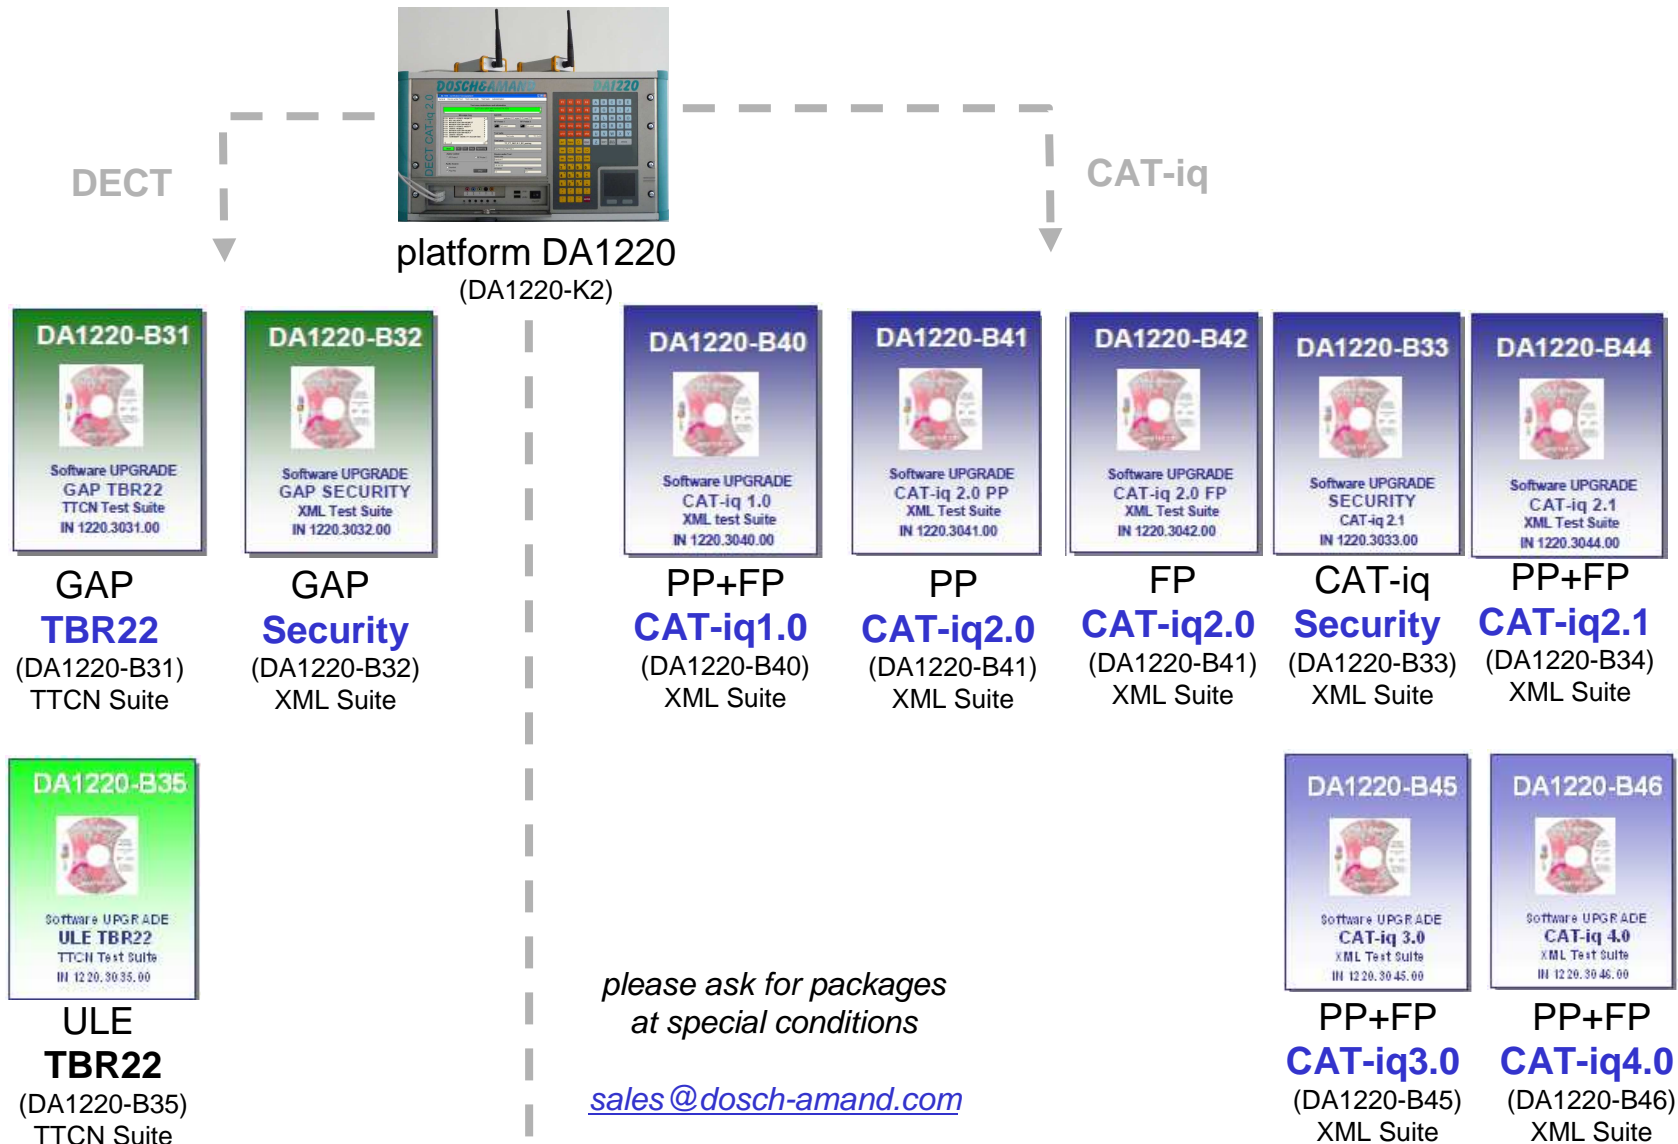 DOSCH&AMAND DA1220
DECT CAT-iq 2.0
DECT
CAT-iq
platform DA1220
(DA1220-K2)
DA1220-B31
Software UPGRADE
GAP TBR22
TTCN Test Suite
IN 1220.3031.00
GAP
TBR22
(DA1220-B31)
TTCN Suite
DA1220-B32
Software UPGRADE
GAP SECURITY
XML Test Suite
IN 1220.3032.00
GAP
Security
(DA1220-B32)
XML Suite
DA1220-B40
Software UPGRADE
CAT-iq 1.0
XML test Suite
IN 1220.3040.00
PP+FP
CAT-iq1.0
(DA1220-B40)
XML Suite
DA1220-B41
Software UPGRADE
CAT-iq 2.0 PP
XML Test Suite
IN 1220.3041.00
PP
CAT-iq2.0
(DA1220-B41)
XML Suite
DA1220-B42
Software UPGRADE
CAT-iq 2.0 FP
XML Test Suite
IN 1220.3042.00
FP
CAT-iq2.0
(DA1220-B41)
XML Suite
DA1220-B33
Software UPGRADE
SECURITY
CAT-iq 2.1
IN 1220.3033.00
CAT-iq
Security
(DA1220-B33)
XML Suite
DA1220-B44
Software UPGRADE
CAT-iq 2.1
XML Test Suite
IN 1220.3044.00
PP+FP
CAT-iq2.1
(DA1220-B34)
XML Suite
DA1220-B35
Software UPGRADE
ULE TBR22
TTCN Test Suite
IN 1220.3035.00
ULE
TBR22
(DA1220-B35)
TTCN Suite
please ask for packages
at special conditions
sales@dosch-amand.com
DA1220-B45
Software UPGRADE
CAT-iq 3.0
XML Test Suite
IN 1220.3045.00
PP+FP
CAT-iq3.0
(DA1220-B45)
XML Suite
DA1220-B46
Software UPGRADE
CAT-iq 4.0
XML Test Suite
IN 1220.3046.00
PP+FP
CAT-iq4.0
(DA1220-B46)
XML Suite